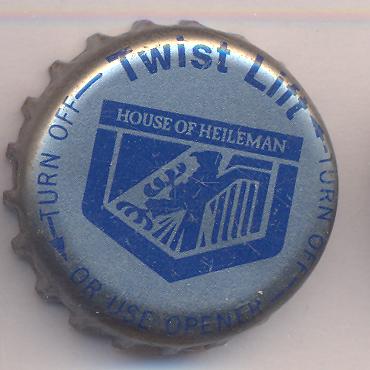 Twist Lift
TURN OFF
HOUSE OF HEILEMAN
TURN OFF
OR USE OPENER